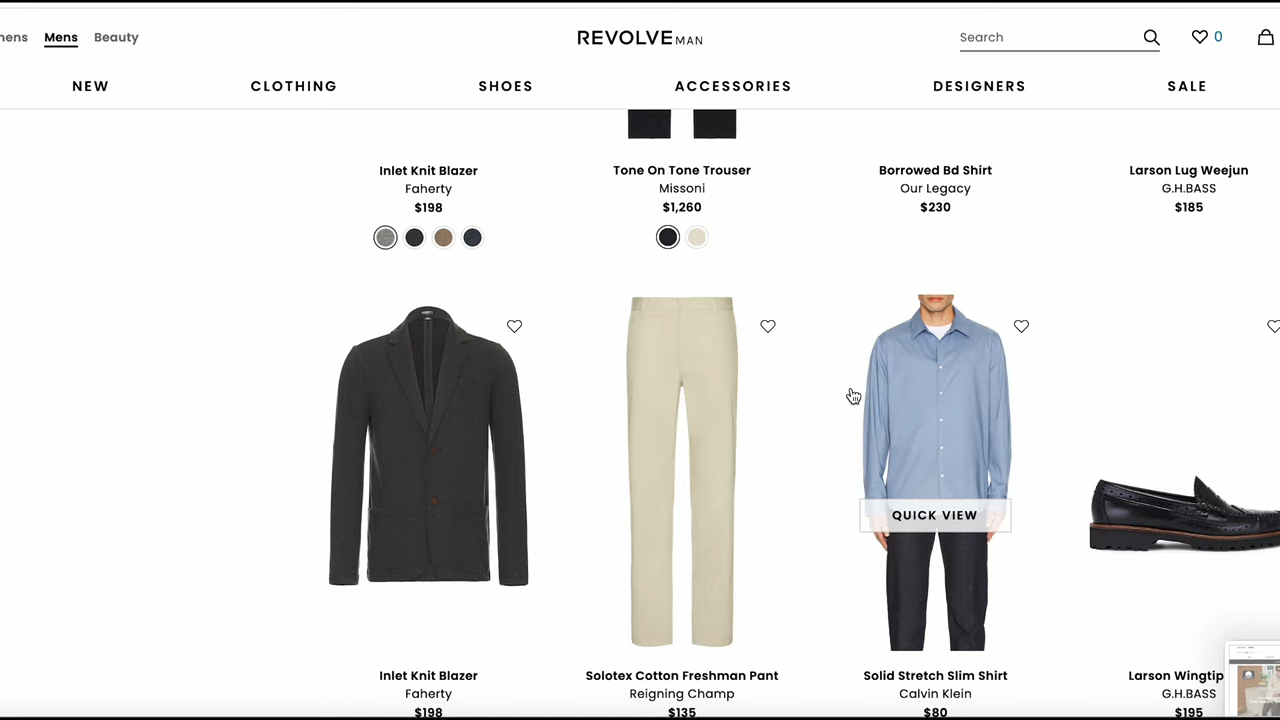 Mens
Beauty
REVOLVE MAN
Search
0
NEW
CLOTHING
SHOES
ACCESSORIES
DESIGNERS
SALE
Inlet Knit Blazer
Faherty
$198
Tone On Tone Trouser
Missoni
$1,260
Borrowed Bd Shirt
Our Legacy
$230
Larson Lug Weejun
G.H.BASS
$185
QUICK VIEW
Inlet Knit Blazer
Faherty
$198
Solotex Cotton Freshman Pant
Reigning Champ
$135
Solid Stretch Slim Shirt
Calvin Klein
$80
Larson Wingtip
G.H.BASS
$195